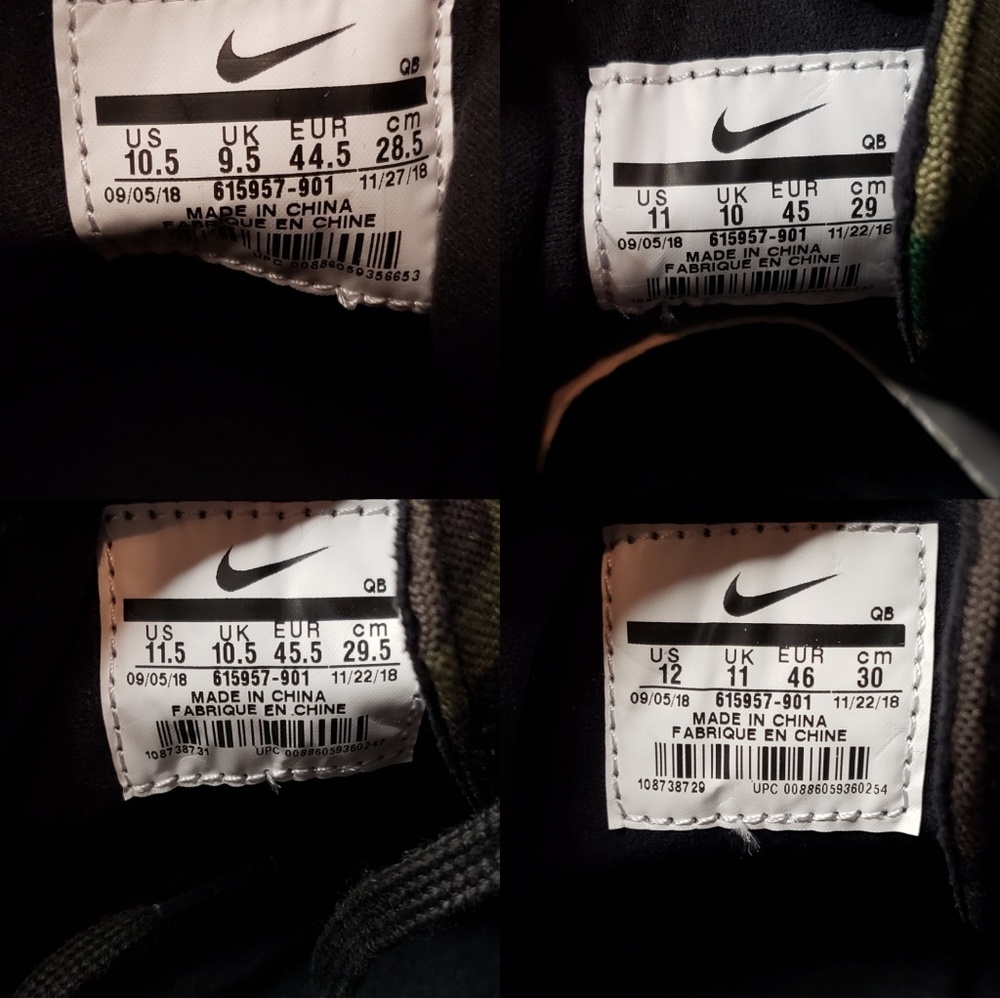 QB
US UK EUR cm
10.5 9.5 44.5 28.5
09/05/18 615957-901 11/27/18
MADE IN CHINA
FABRIQUE EN CHINE
UPC 00886059356653
QB
US UK EUR cm
11 10 45 29
09/05/18 615957-901 11/22/18
MADE IN CHINA
FABRIQUE EN CHINE
QB
US UK EUR cm
11.5 10.5 45.5 29.5
09/05/18 615957-901 11/22/18
MADE IN CHINA
FABRIQUE EN CHINE
108738731 UPC 00886059360247
QB
US UK EUR cm
12 11 46 30
09/05/18 615957-901 11/22/18
MADE IN CHINA
FABRIQUE EN CHINE
108738729 UPC 00886059360254